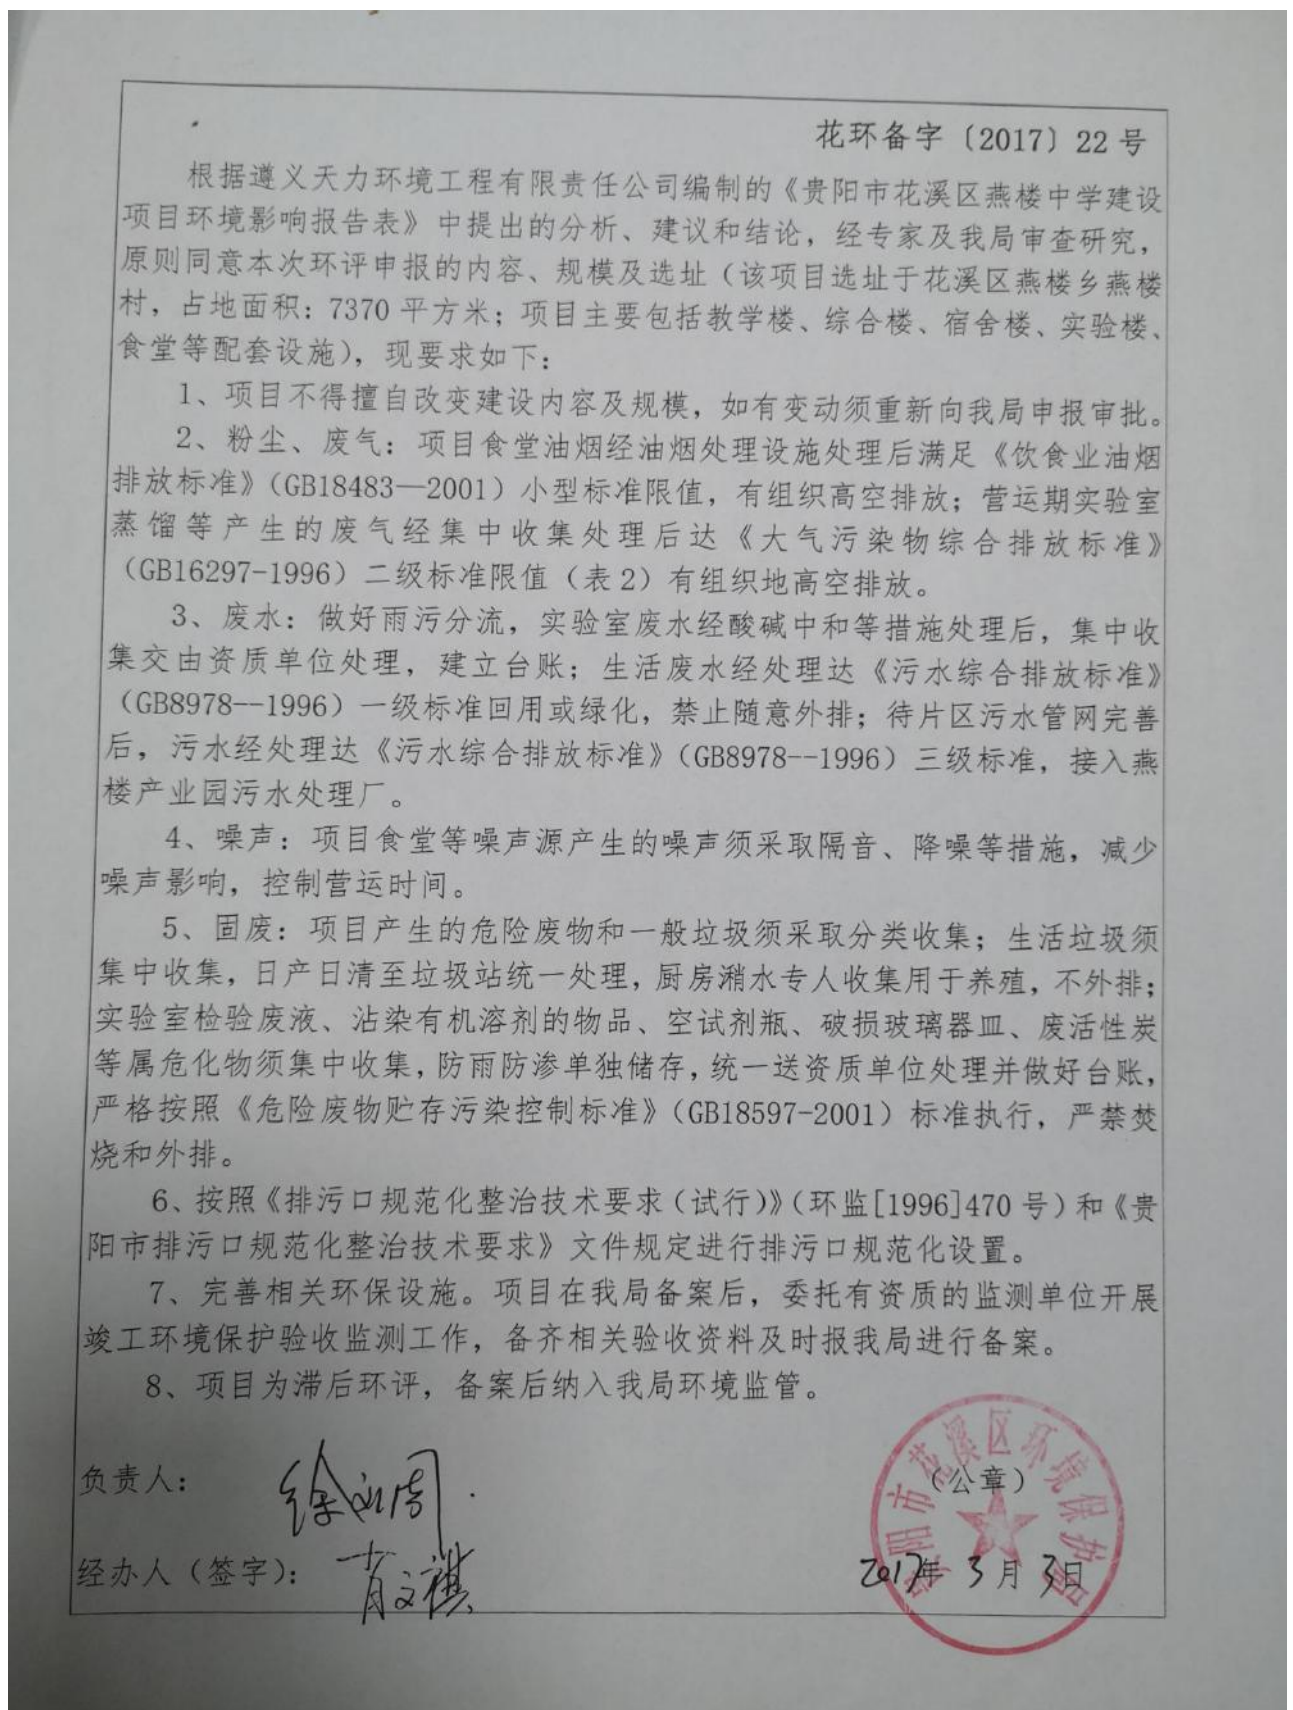 花环备字〔2017〕22号
根据遵义天力环境工程有限责任公司编制的《贵阳市花溪区燕楼中学建设
项目环境影响报告表》中提出的分析、建议和结论，经专家及我局审查研究，
原则同意本次环评申报的内容、规模及选址（该项目选址于花溪区燕楼乡燕楼
村，占地面积：7370平方米；项目主要包括教学楼、综合楼、宿舍楼、实验楼、
食堂等配套设施），现要求如下：
1、项目不得擅自改变建设内容及规模，如有变动须重新向我局申报审批。
2、粉尘、废气：项目食堂油烟经油烟处理设施处理后满足《饮食业油烟
排放标准》（GB18483—2001）小型标准限值，有组织高空排放；营运期实验室
蒸馏等产生的废气经集中收集处理后达《大气污染物综合排放标准》
（GB16297-1996）二级标准限值（表2）有组织地高空排放。
3、废水：做好雨污分流，实验室废水经酸碱中和等措施处理后，集中收
集交由资质单位处理，建立台账；生活废水经处理达《污水综合排放标准》
（GB8978--1996）一级标准回用或绿化，禁止随意外排；待片区污水管网完善
后，污水经处理达《污水综合排放标准》（GB8978--1996）三级标准，接入燕
楼产业园污水处理厂。
4、噪声：项目食堂等噪声源产生的噪声须采取隔音、降噪等措施，减少
噪声影响，控制营运时间。
5、固废：项目产生的危险废物和一般垃圾须采取分类收集；生活垃圾须
集中收集，日产日清至垃圾站统一处理，厨房潲水专人收集用于养殖，不外排；
实验室检验废液、沾染有机溶剂的物品、空试剂瓶、破损玻璃器皿、废活性炭
等属危化物须集中收集，防雨防渗单独储存，统一送资质单位处理并做好台账，
严格按照《危险废物贮存污染控制标准》（GB18597-2001）标准执行，严禁焚
烧和外排。
6、按照《排污口规范化整治技术要求（试行）》（环监[1996]470号）和《贵
阳市排污口规范化整治技术要求》文件规定进行排污口规范化设置。
7、完善相关环保设施。项目在我局备案后，委托有资质的监测单位开展
竣工环境保护验收监测工作，备齐相关验收资料及时报我局进行备案。
8、项目为滞后环评，备案后纳入我局环境监管。
贵阳市花溪区环境保护局
负责人：
（公章）
经办人（签字）：肖文祺
2017年3月3日